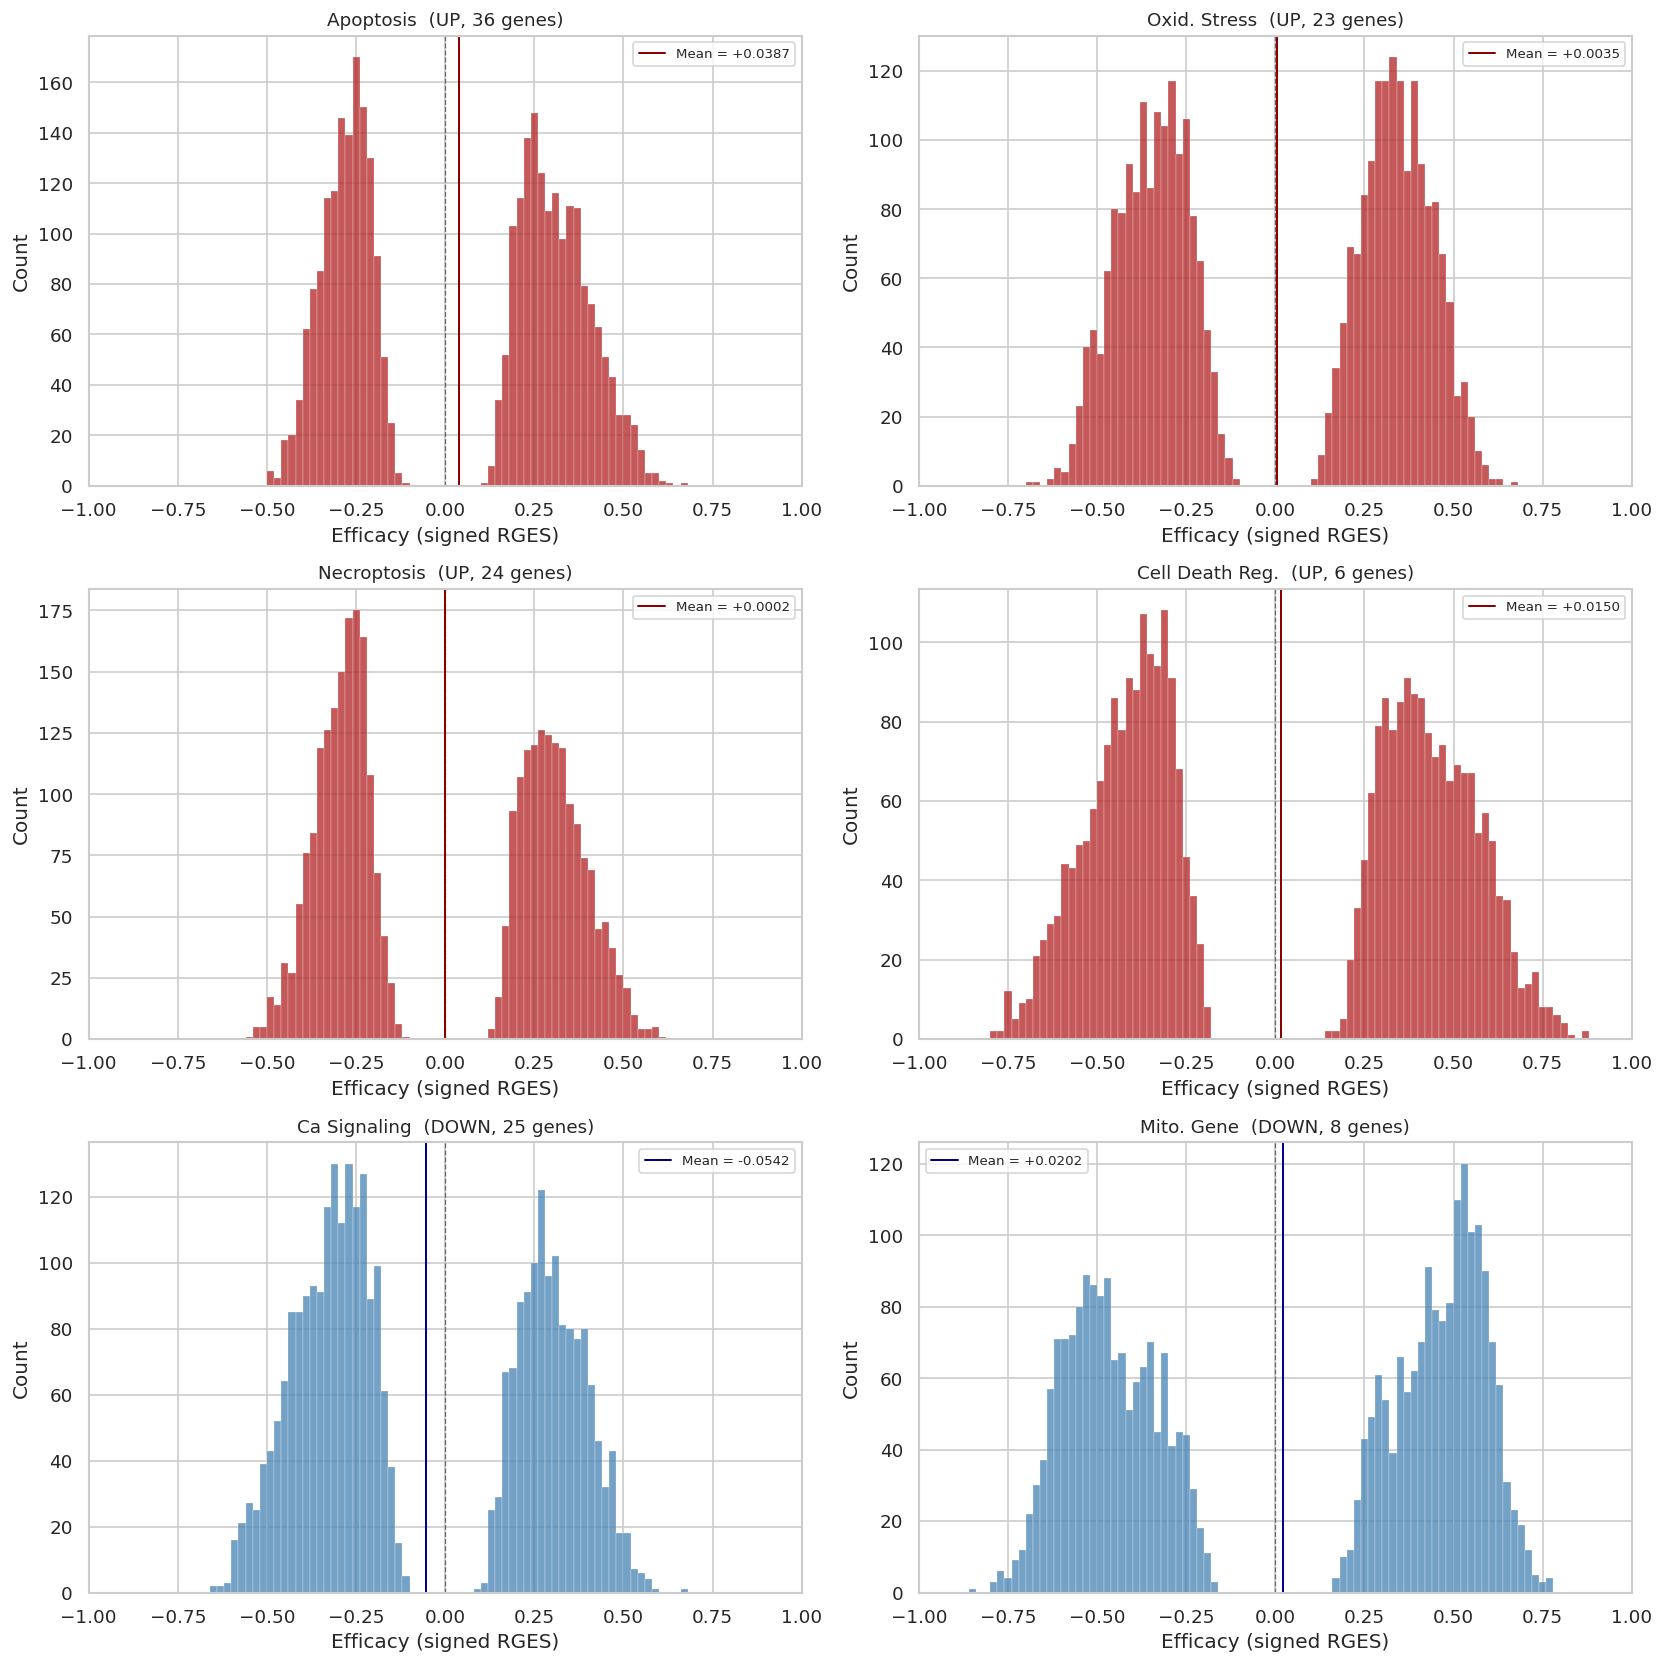 Apoptosis  (UP, 36 genes)
Mean = +0.0387
Count
160
140
120
100
80
60
40
20
0
−1.00 −0.75 −0.50 −0.25 0.00 0.25 0.50 0.75 1.00
Efficacy (signed RGES)
Oxid. Stress  (UP, 23 genes)
Mean = +0.0035
Count
120
100
80
60
40
20
0
−1.00 −0.75 −0.50 −0.25 0.00 0.25 0.50 0.75 1.00
Efficacy (signed RGES)
Necroptosis  (UP, 24 genes)
Mean = +0.0002
Count
175
150
125
100
75
50
25
0
−1.00 −0.75 −0.50 −0.25 0.00 0.25 0.50 0.75 1.00
Efficacy (signed RGES)
Cell Death Reg.  (UP, 6 genes)
Mean = +0.0150
Count
100
80
60
40
20
0
−1.00 −0.75 −0.50 −0.25 0.00 0.25 0.50 0.75 1.00
Efficacy (signed RGES)
Ca Signaling  (DOWN, 25 genes)
Mean = -0.0542
Count
120
100
80
60
40
20
0
−1.00 −0.75 −0.50 −0.25 0.00 0.25 0.50 0.75 1.00
Efficacy (signed RGES)
Mito. Gene  (DOWN, 8 genes)
Mean = +0.0202
Count
120
100
80
60
40
20
0
−1.00 −0.75 −0.50 −0.25 0.00 0.25 0.50 0.75 1.00
Efficacy (signed RGES)